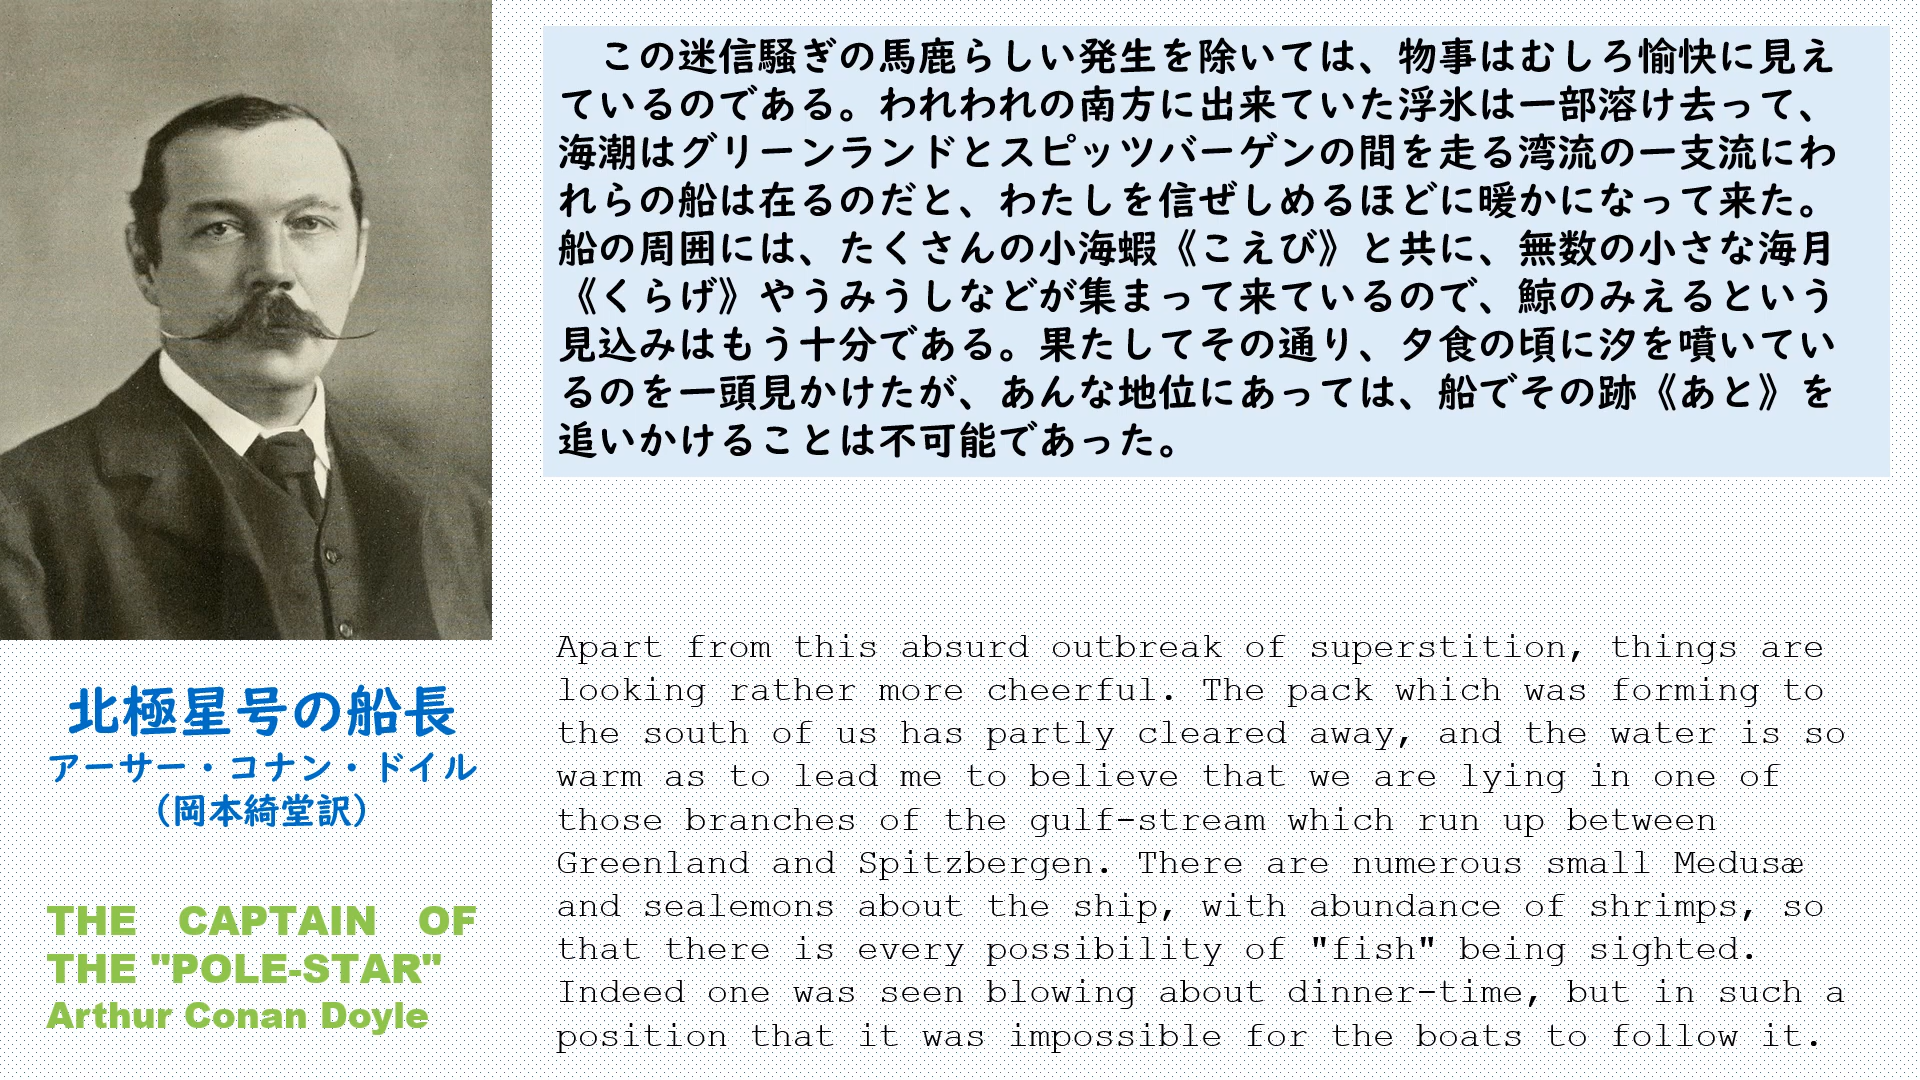 この迷信騒ぎの馬鹿らしい発生を除いては、物事はむしろ愉快に見え
ているのである。われわれの南方に出来ていた浮氷は一部溶け去って、
海潮はグリーンランドとスピッツバーゲンの間を走る湾流の一支流にわ
れらの船は在るのだと、わたしを信ぜしめるほどに暖かになって来た。
船の周囲には、たくさんの小海蝦《こえび》と共に、無数の小さな海月
《くらげ》やうみうしなどが集まって来ているので、鯨のみえるという
見込みはもう十分である。果たしてその通り、夕食の頃に汐を噴いてい
るのを一頭見かけたが、あんな地位にあっては、船でその跡《あと》を
追いかけることは不可能であった。
Apart from this absurd outbreak of superstition, things are
looking rather more cheerful. The pack which was forming to
the south of us has partly cleared away, and the water is so
warm as to lead me to believe that we are lying in one of
those branches of the gulf-stream which run up between
Greenland and Spitzbergen. There are numerous small Medusæ
and sealemons about the ship, with abundance of shrimps, so
that there is every possibility of "fish" being sighted.
Indeed one was seen blowing about dinner-time, but in such a
position that it was impossible for the boats to follow it.
北極星号の船長
アーサー・コナン・ドイル
（岡本綺堂訳）
THE CAPTAIN OF
THE "POLE-STAR"
Arthur Conan Doyle